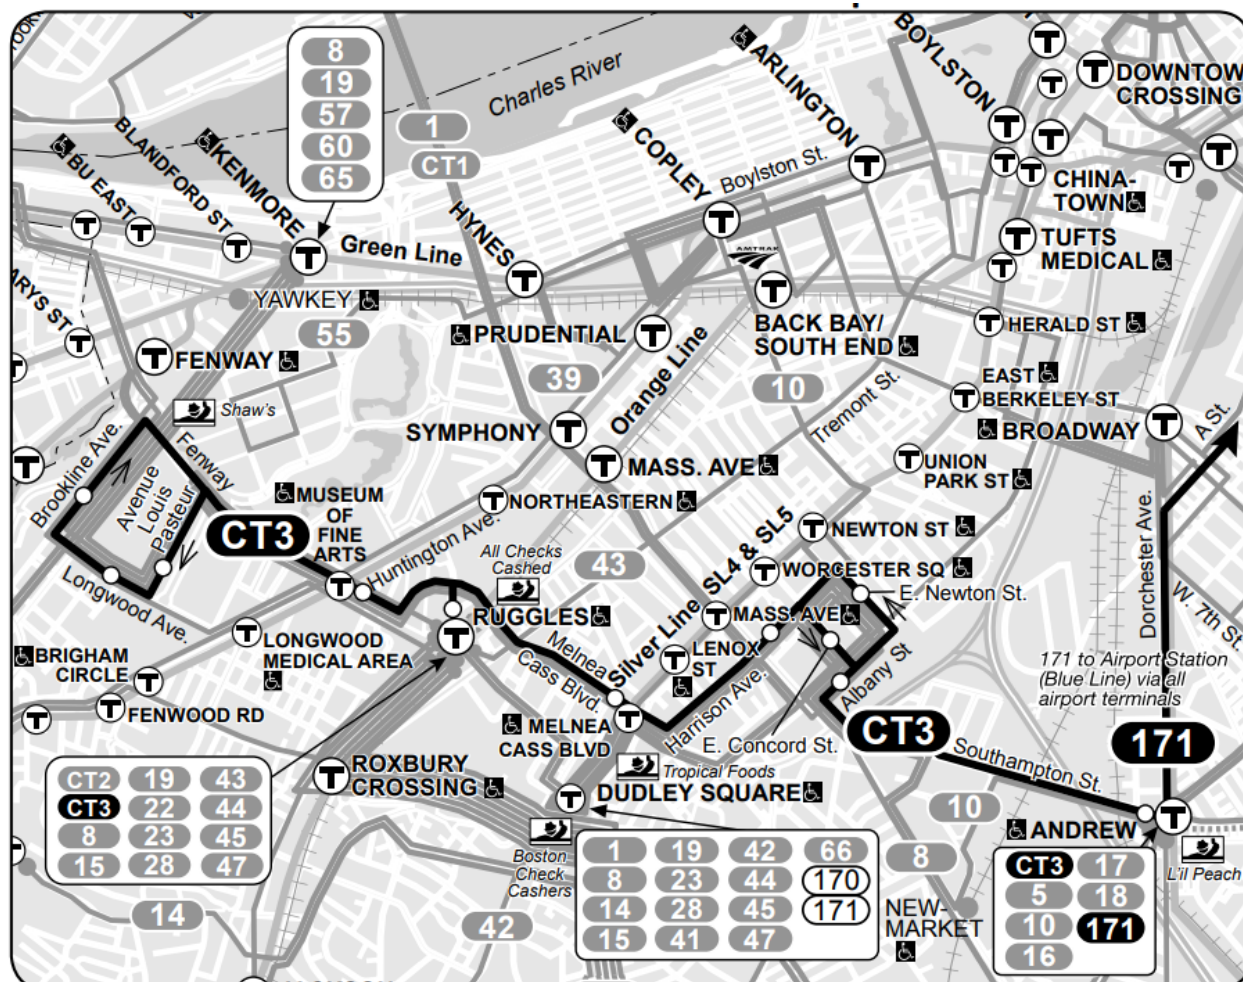 8
19
57
60
65
1
CT1
Charles River
ARLINGTON
BOYLSTON
DOWNTOW
CROSSING
COPLEY
Boylston St.
BU EAST
BLANDFORD ST
KENMORE
Green Line
HYNES
AMTRAK
CHINA-
TOWN
TUFTS
MEDICAL
ARYS ST
YAWKEY
55
FENWAY
PRUDENTIAL
BACK BAY/
SOUTH END
HERALD ST
39
Orange Line
10
Tremont St.
EAST
BERKELEY ST
BROADWAY
A St.
Shaw's
SYMPHONY
MASS. AVE
UNION
PARK ST
Brookline Ave.
Fenway
Avenue
Louis
Pasteur
Longwood Ave.
CT3
MUSEUM
OF
FINE
ARTS
Huntington Ave.
NORTHEASTERN
All Checks
Cashed
43
NEWTON ST
WORCESTER SQ
E. Newton St.
Dorchester Ave.
W. 7th St.
RUGGLES
Silver Line SL4 & SL5
MASS. AVE
LENOX
ST
LONGWOOD
MEDICAL AREA
BRIGHAM
CIRCLE
FENWOOD RD
Melnea
Cass Blvd.
MELNEA
CASS BLVD
Harrison Ave.
E. Concord St.
Albany St
171 to Airport Station
(Blue Line) via all
airport terminals
CT3
171
Southampton St.
ROXBURY
CROSSING
Tropical Foods
DUDLEY SQUARE
10
ANDREW
L'il Peach
CT2 19 43
CT3 22 44
8 23 45
15 28 47
Boston
Check
Cashers
14
42
1 19 42 66
8 23 44 170
14 28 45 171
15 41 47
8
NEW-
MARKET
CT3 17
5 18
10 171
16